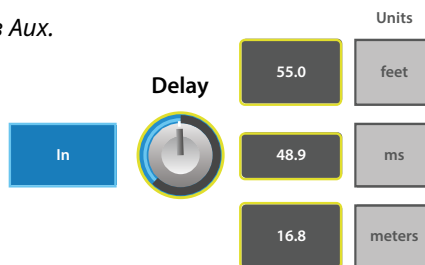 Aux.
Units
55.0
feet
Delay
In
48.9
ms
16.8
meters